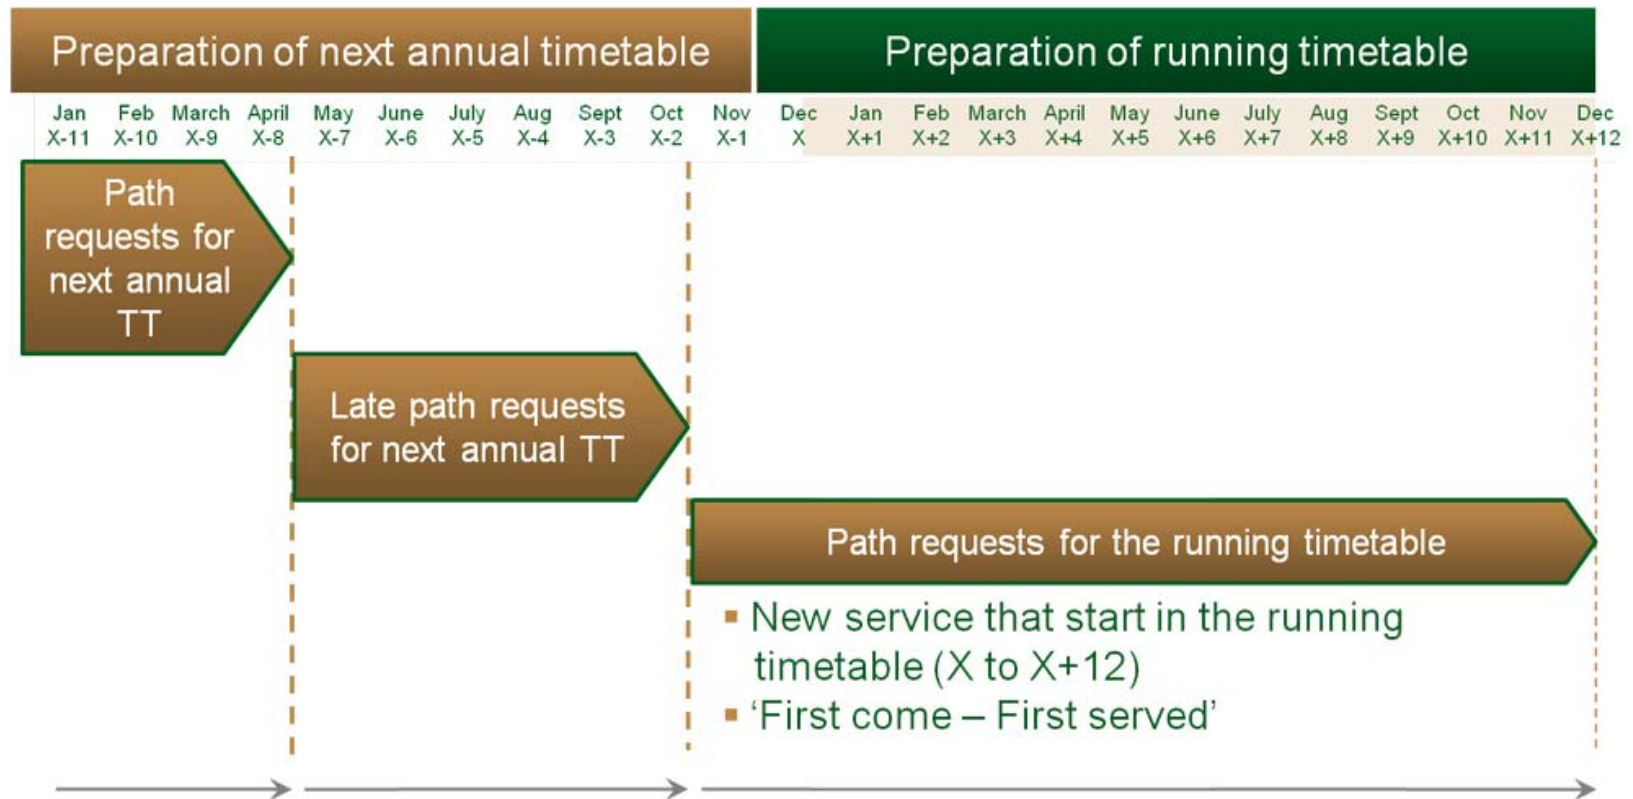 Preparation of next annual timetable
Preparation of running timetable
Jan Feb March April May June July Aug Sept Oct Nov Dec Jan Feb March April May June July Aug Sept Oct Nov Dec
X-11 X-10 X-9 X-8 X-7 X-6 X-5 X-4 X-3 X-2 X-1 X X+1 X+2 X+3 X+4 X+5 X+6 X+7 X+8 X+9 X+10 X+11 X+12
Path
requests for
next annual
TT
Late path requests
for next annual TT
Path requests for the running timetable
▪ New service that start in the running
timetable (X to X+12)
▪ ‘First come – First served’